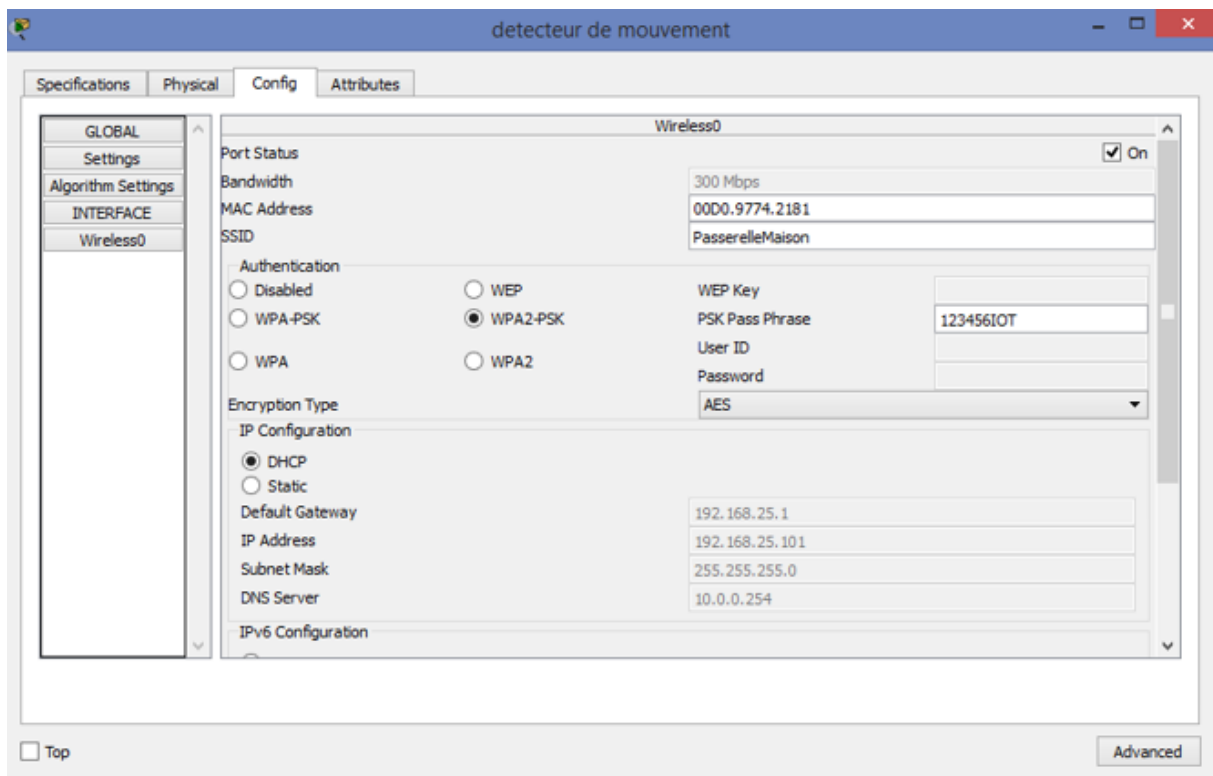 detecteur de mouvement
Specifications Physical Config Attributes
GLOBAL
Settings
Algorithm Settings
INTERFACE
Wireless0
Wireless0
Port Status On
Bandwidth 300 Mbps
MAC Address 00D0.9774.2181
SSID PasserelleMaison
Authentication
Disabled WEP WEP Key
WPA-PSK WPA2-PSK PSK Pass Phrase 123456IOT
User ID
WPA WPA2
Password
Encryption Type AES
IP Configuration
DHCP
Static
Default Gateway 192.168.25.1
IP Address 192.168.25.101
Subnet Mask 255.255.255.0
DNS Server 10.0.0.254
IPv6 Configuration
Top Advanced